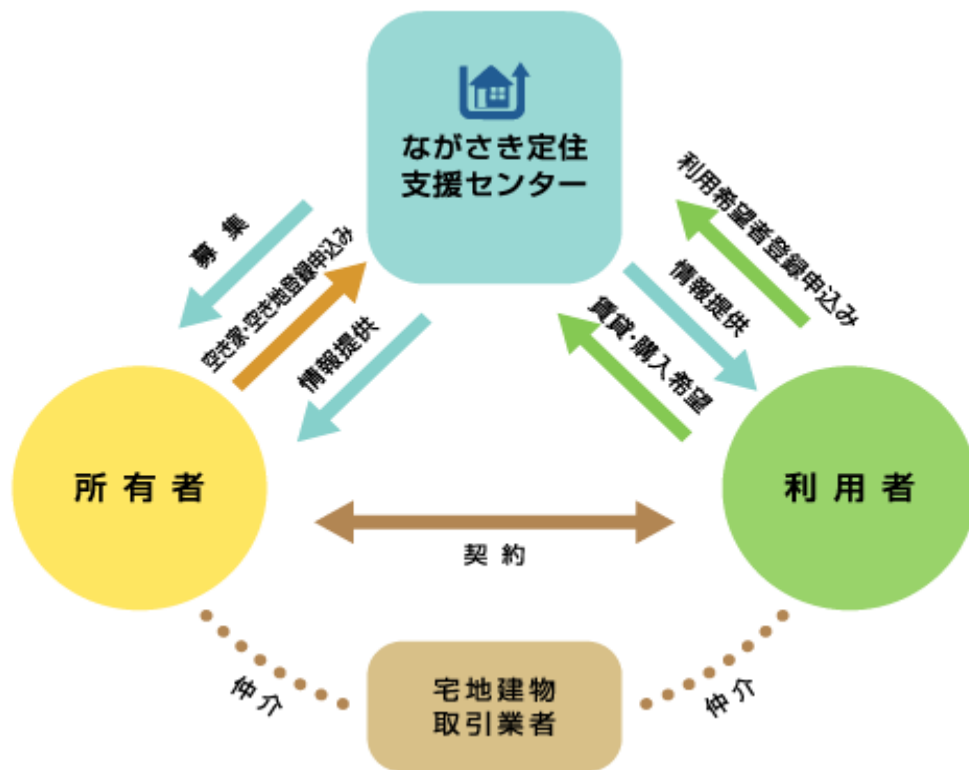 ながさき定住
支援センター
募集
空き家・空き地登録申込み
情報提供
利用希望者登録申込み
情報提供
賃貸・購入希望
所有者
利用者
契約
仲介
宅地建物
取引業者
仲介